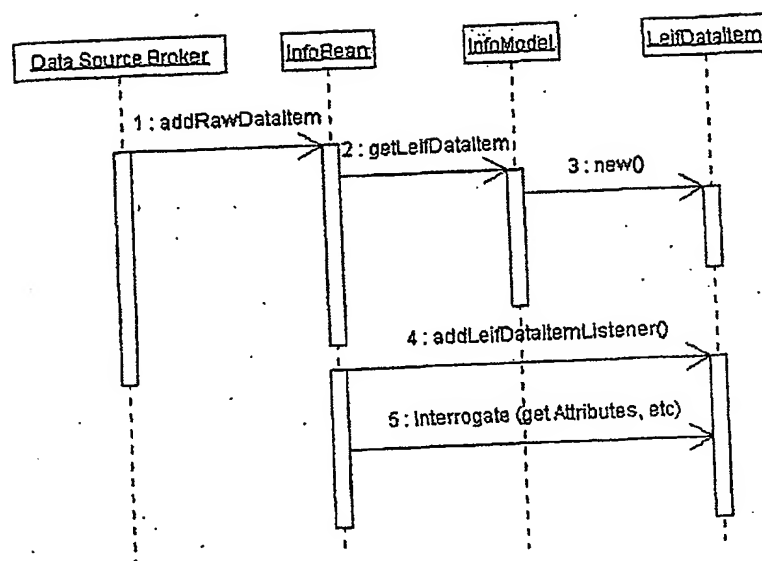 Data Source Broker
InfoBean
InfoModel
LeifDataItem
1 : addRawDataItem
2 : getLeifDataItem
3 : new()
4 : addLeifDataItemListener()
5 : Interrogate (get Attributes, etc)